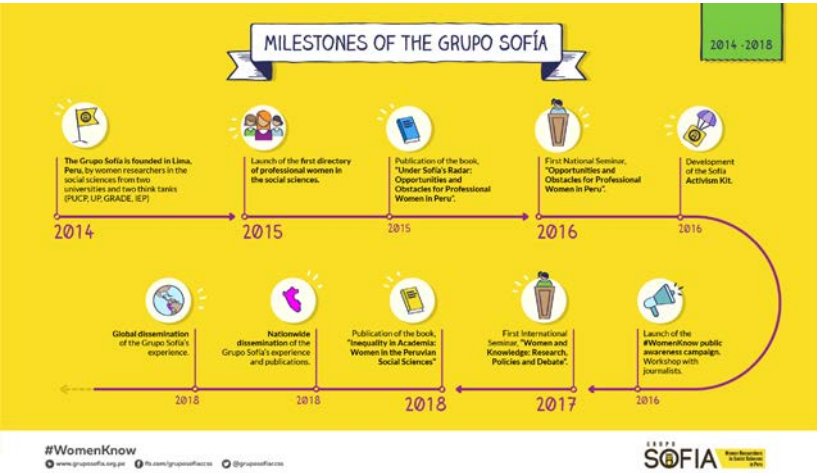 MILESTONES OF THE GRUPO SOFÍA
2014 -2018
The Grupo Sofía is founded in Lima,
Peru, by women researchers in the
social sciences from two
universities and two think tanks
(PUCP, UP, GRADE, IEP)
2014
Launch of the first directory
of professional women in
the social sciences.
2015
Publication of the book,
"Under Sofía's Radar:
Opportunities and
Obstacles for Professional
Women in Peru".
2015
First National Seminar,
"Opportunities and
Obstacles for Professional
Women in Peru".
2016
Development
of the Sofía
Activism Kit.
2016
Global dissemination
of the Grupo Sofía's
experience.
2018
Nationwide
dissemination of the
Grupo Sofía's experience
and publications.
2018
Publication of the book,
"Inequality in Academia:
Women in the Peruvian
Social Sciences"
2018
First International
Seminar, "Women and
Knowledge: Research,
Policies and Debate".
2017
Launch of the
#WomenKnow public
awareness campaign.
Workshop with
journalists.
2016
#WomenKnow
www.gruposofia.org.pe fb.com/gruposofiaccss @gruposofiaccss
GRUPO
SOFIA
Women Researchers
in Social Sciences
in Peru